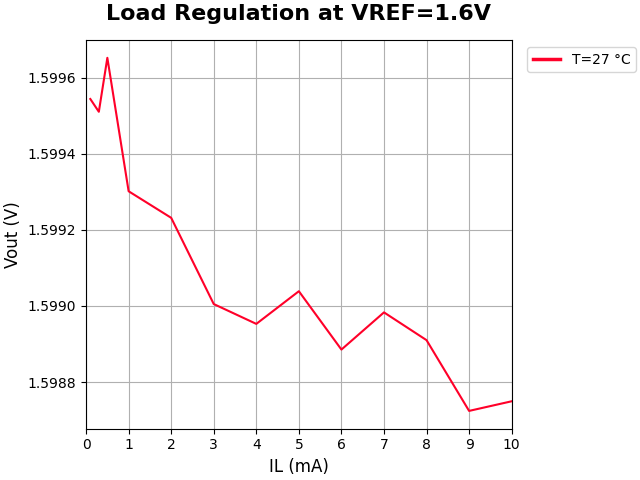 Load Regulation at VREF=1.6V
T=27 °C
Vout (V)
1.5996
1.5994
1.5992
1.5990
1.5988
0 1 2 3 4 5 6 7 8 9 10
IL (mA)